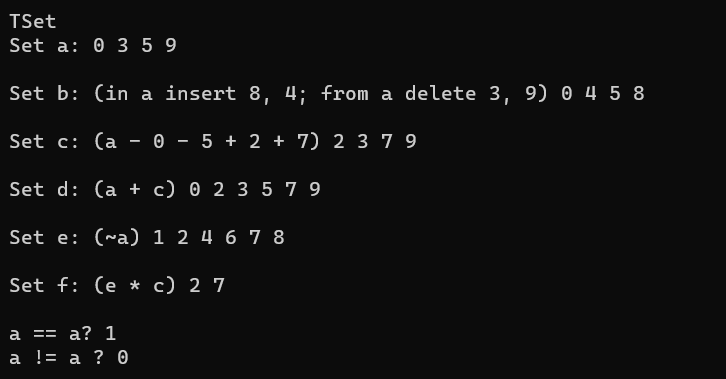 TSet
Set a: 0 3 5 9
Set b: (in a insert 8, 4; from a delete 3, 9) 0 4 5 8
Set c: (a - 0 - 5 + 2 + 7) 2 3 7 9
Set d: (a + c) 0 2 3 5 7 9
Set e: (~a) 1 2 4 6 7 8
Set f: (e * c) 2 7
a == a? 1
a != a ? 0